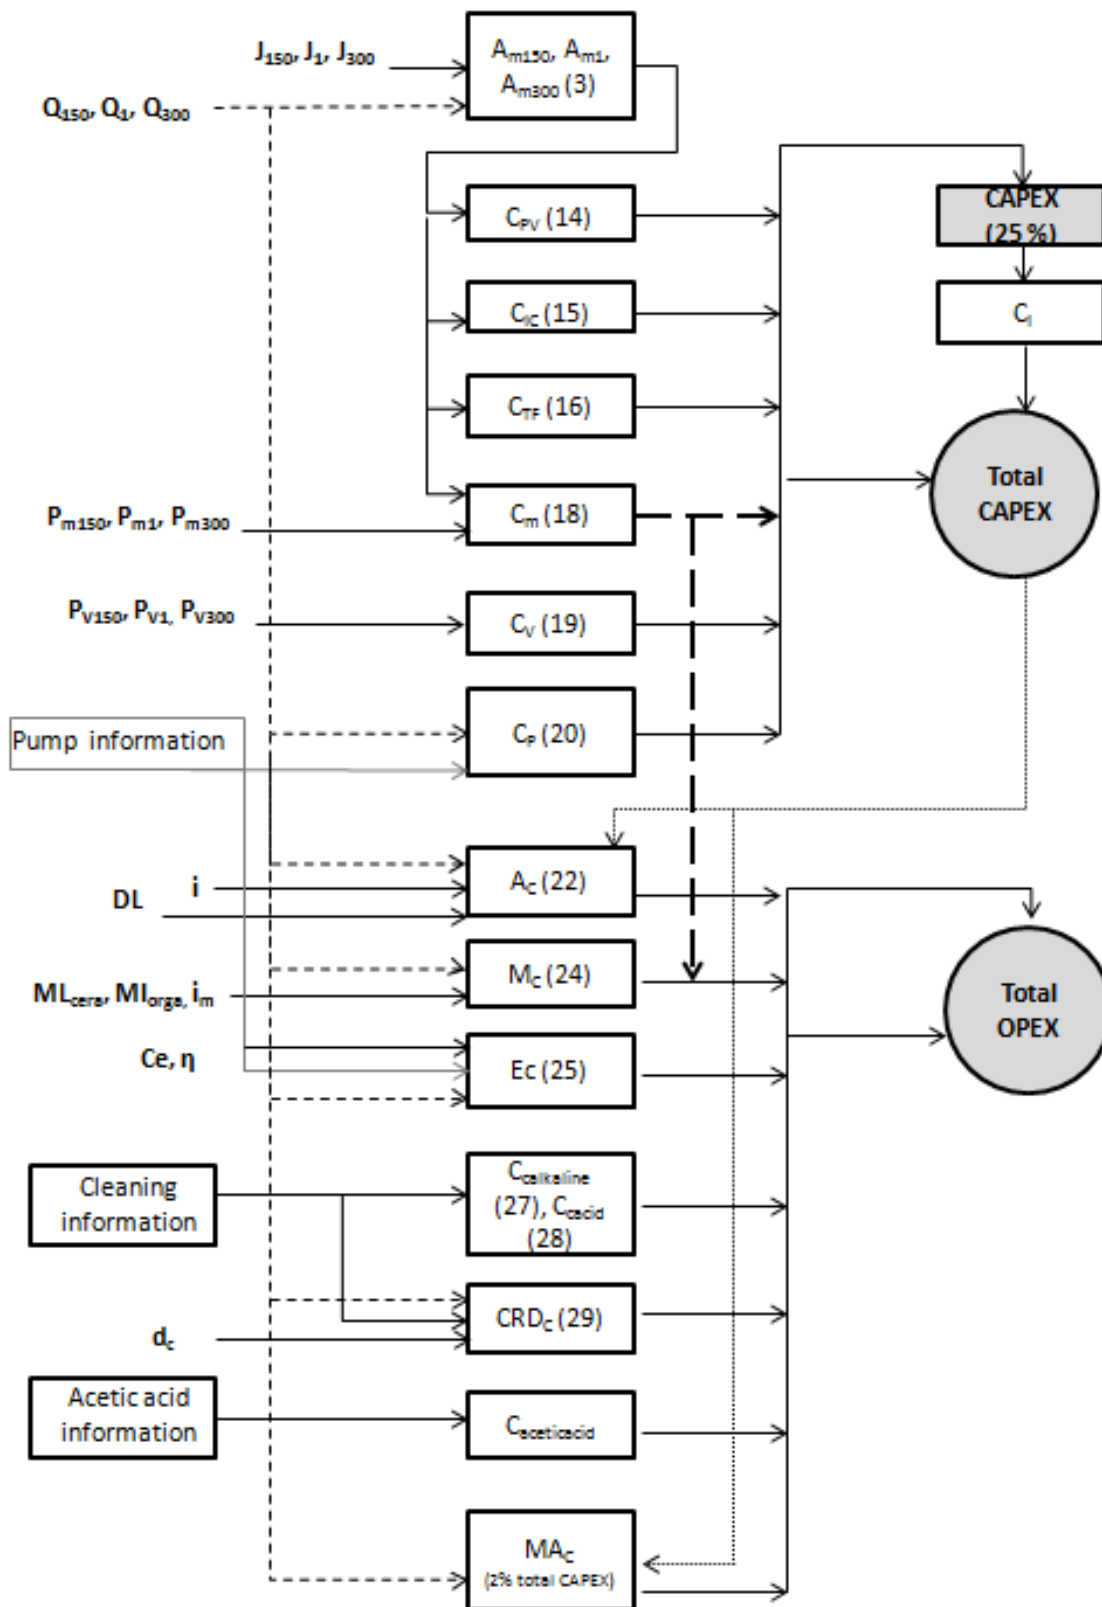 J150, J1, J300
Am150, Am1,
Am300 (3)
Q150, Q1, Q300
CPV (14)
CAPEX
(25 %)
CIC (15)
CI
CTF (16)
Total
CAPEX
Pm150, Pm1, Pm300
Cm (18)
PV150, PV1, PV300
CV (19)
Pump information
CP (20)
DL
i
AC (22)
MLcera, MIorga, im
MC (24)
Total
OPEX
Ce, η
Ec (25)
Cleaning
information
Ccalkaline
(27), Ccacid
(28)
CRDC (29)
dc
Acetic acid
information
Caceticacid
MAC
(2% total CAPEX)